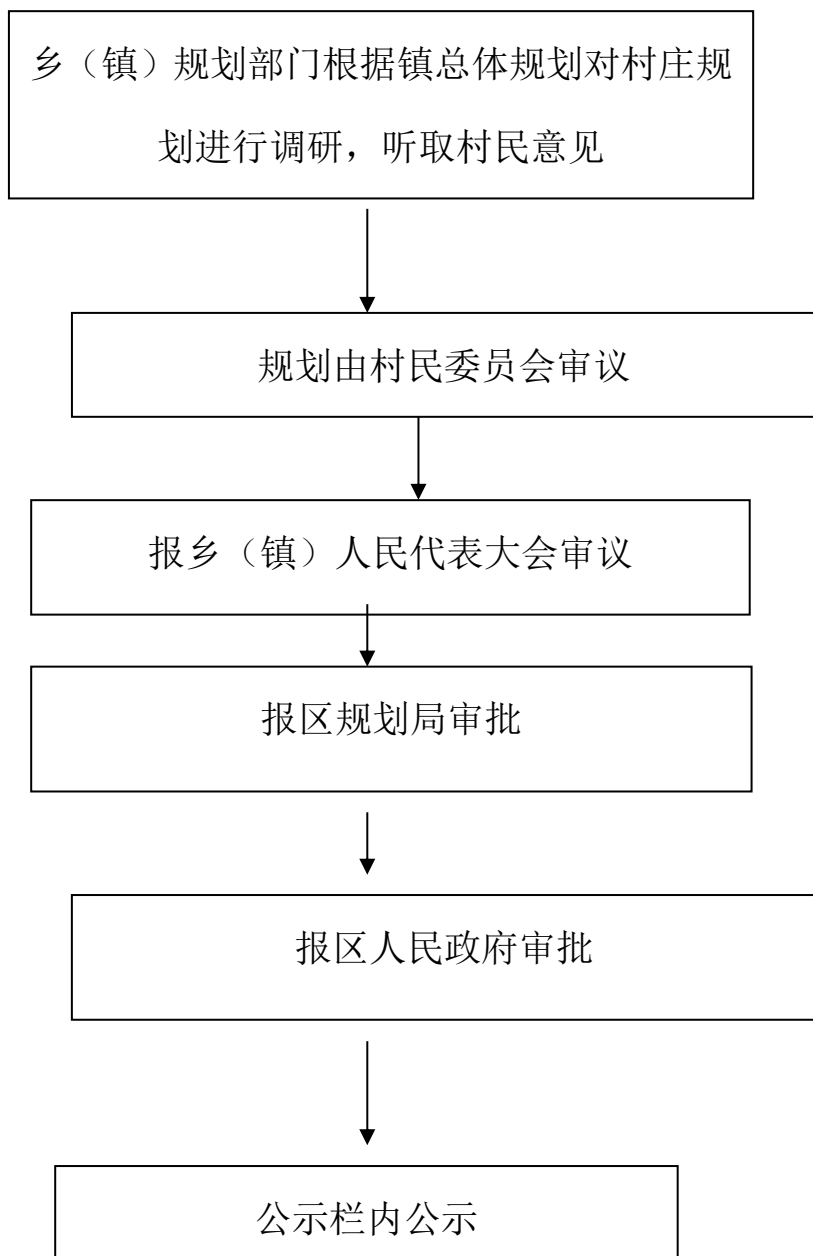 乡（镇）规划部门根据镇总体规划对村庄规
划进行调研，听取村民意见
规划由村民委员会审议
报乡（镇）人民代表大会审议
报区规划局审批
报区人民政府审批
公示栏内公示